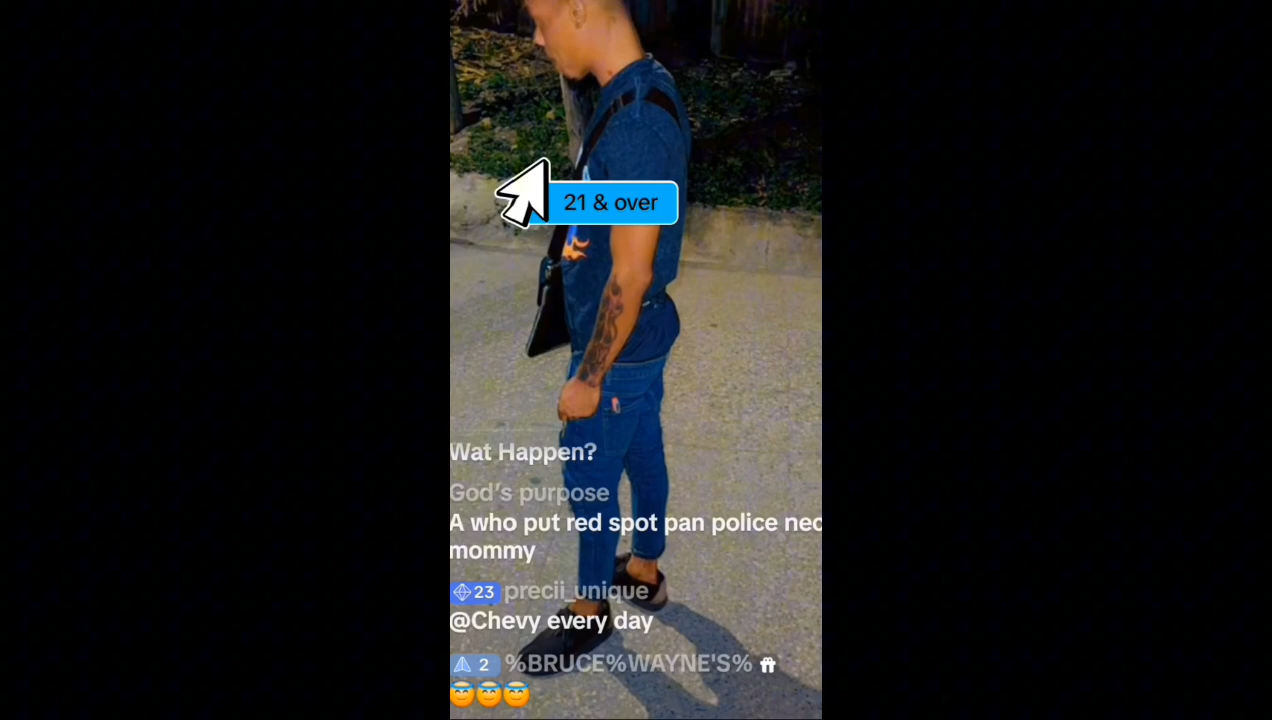 21 & over
Wat Happen?
God's purpose
A who put red spot pan police nec
mommy
23 precii_unique
@Chevy every day
2 %BRUCE%WAYNE'S%